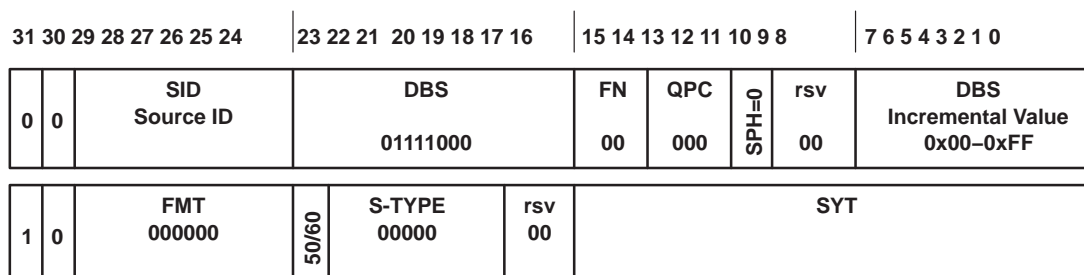 31 30 29 28 27 26 25 24 23 22 21 20 19 18 17 16 15 14 13 12 11 10 9 8 7 6 5 4 3 2 1 0
0 0 SID DBS FN QPC SPH=0 rsv DBS
Source ID Incremental Value
01111000 00 000 00 0x00–0xFF
1 0 FMT 50/60 S-TYPE rsv SYT
000000 00000 00